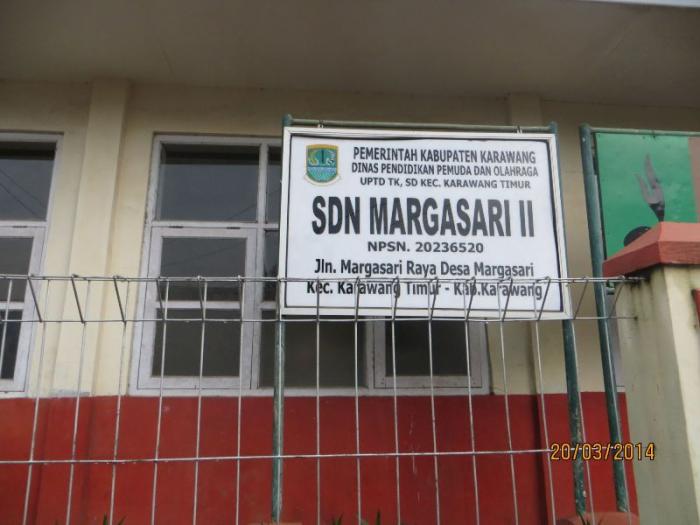 PEMERINTAH KABUPATEN KARAWANG
DINAS PENDIDIKAN PEMUDA DAN OLAHRAGA
UPTD TK, SD KEC. KARAWANG TIMUR
SDN MARGASARI II
NPSN. 20236520
Jln. Margasari Raya Desa Margasari
Kec. Karawang Timur - Kab.Karawang
20/03/2014